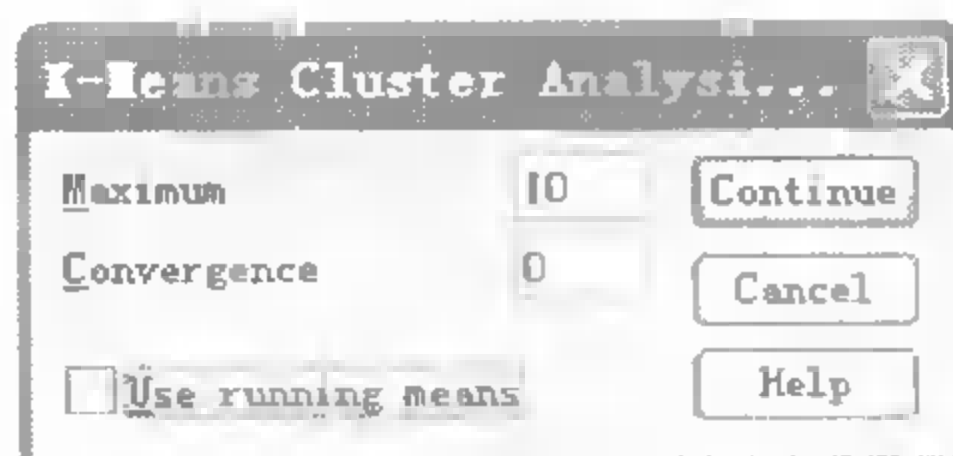 K-Means Cluster Analysi...
Maximum 10 Continue
Convergence 0 Cancel
Use running means Help